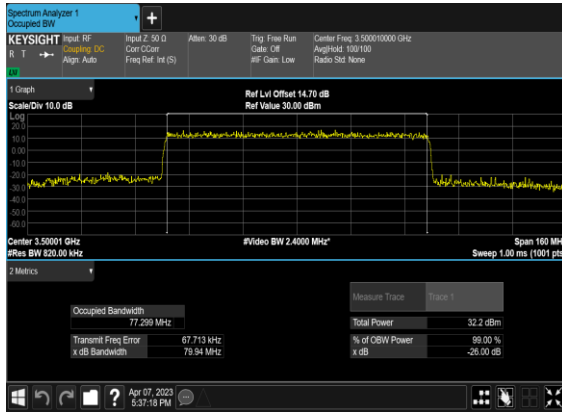 Spectrum Analyzer 1
Occupied BW
KEYSIGHT
R T
LXI
Input: RF
Coupling: DC
Align: Auto
Input Z: 50 Ω
Corr CCorr
Freq Ref: Int (S)
Atten: 30 dB
Trig: Free Run
Gate: Off
#IF Gain: Low
Center Freq: 3.500010000 GHz
Avg|Hold: 100/100
Radio Std: None
1 Graph
Scale/Div 10.0 dB
Ref Lvl Offset 14.70 dB
Ref Value 30.00 dBm
Log
20.0
10.0
0.00
-10.0
-20.0
-30.0
-40.0
-50.0
-60.0
Center 3.50001 GHz
#Res BW 820.00 kHz
#Video BW 2.4000 MHz*
Span 160 MH
Sweep 1.00 ms (1001 pts
2 Metrics
Measure Trace Trace 1
Occupied Bandwidth
77.299 MHz
Total Power 32.2 dBm
Transmit Freq Error 67.713 kHz
% of OBW Power 99.00 %
x dB Bandwidth 79.94 MHz
x dB -26.00 dB
?
Apr 07, 2023
5:37:18 PM